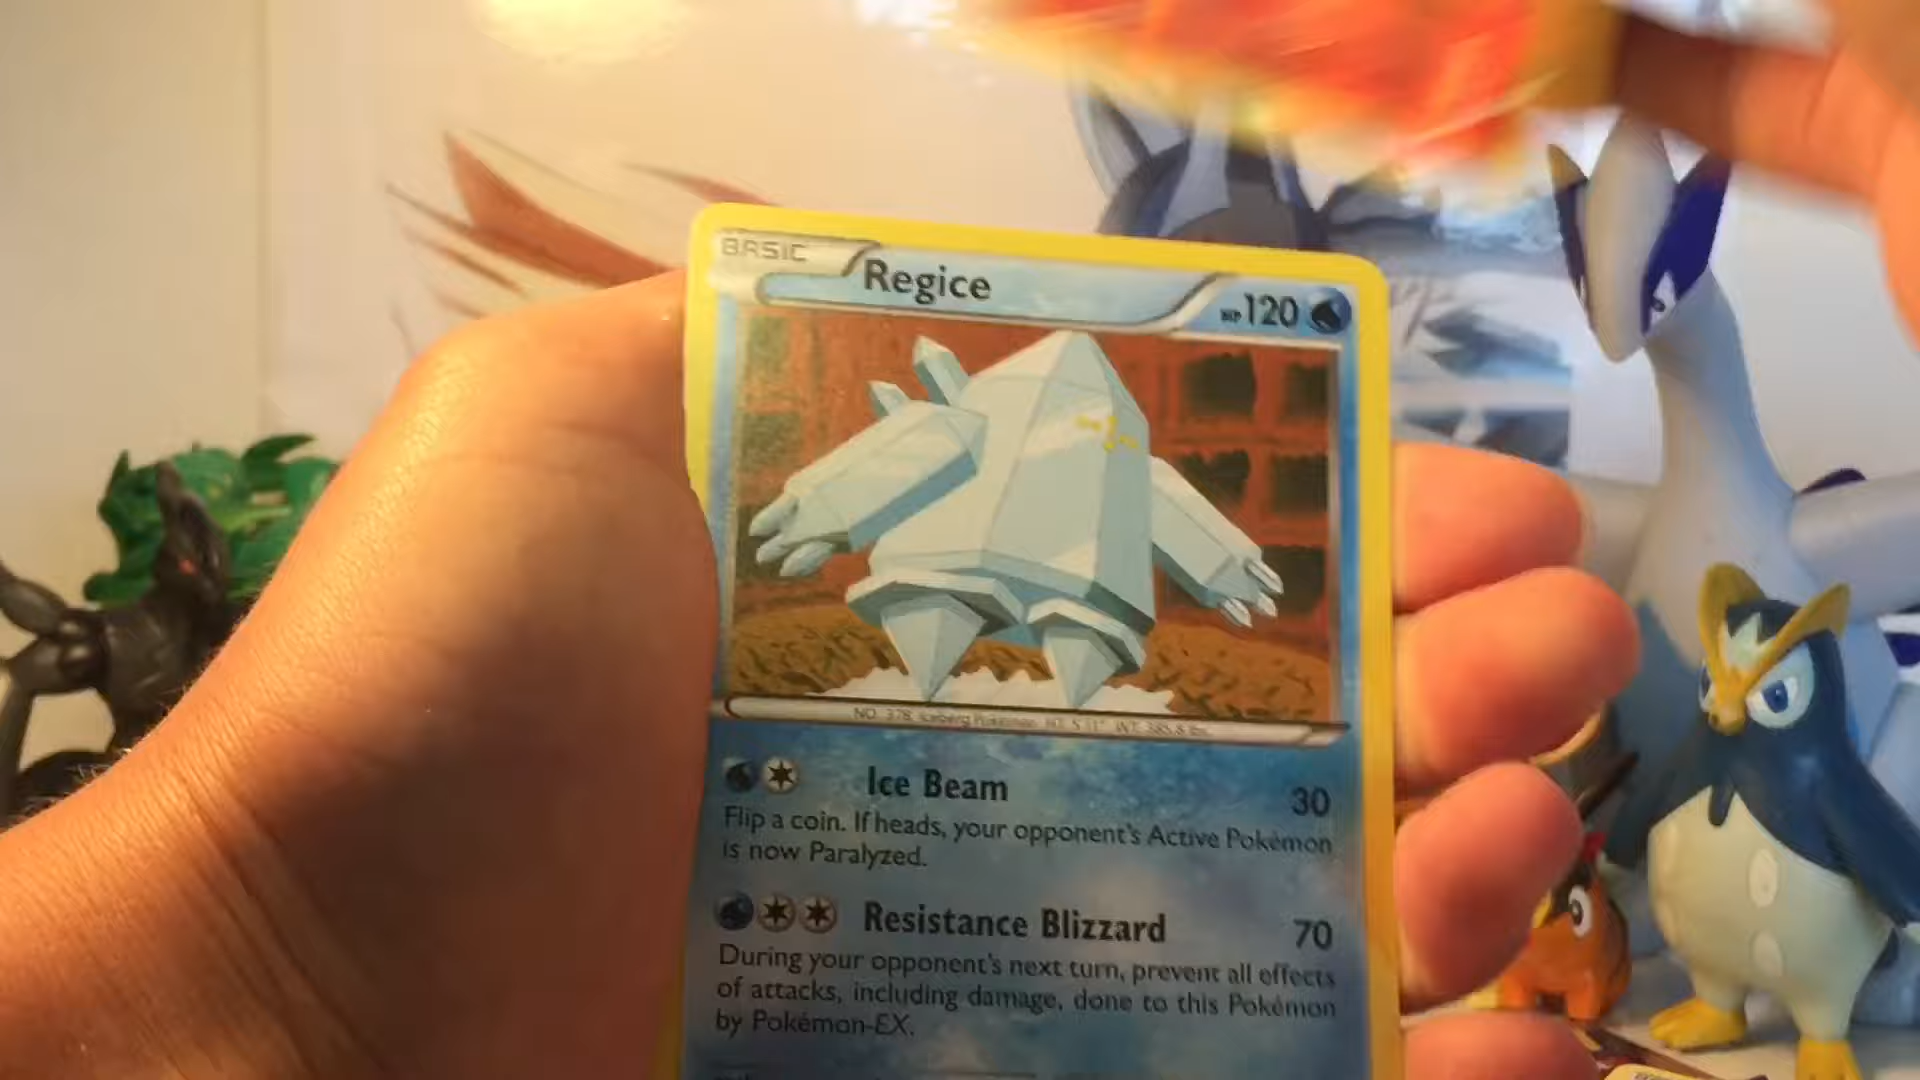 BASIC
Regice
HP 120
NO. 378 Iceberg Pokémon HT: 5'11" WT: 385.8 lbs.
Ice Beam 30
Flip a coin. If heads, your opponent's Active Pokémon
is now Paralyzed.
Resistance Blizzard 70
During your opponent's next turn, prevent all effects
of attacks, including damage, done to this Pokémon
by Pokémon-EX.